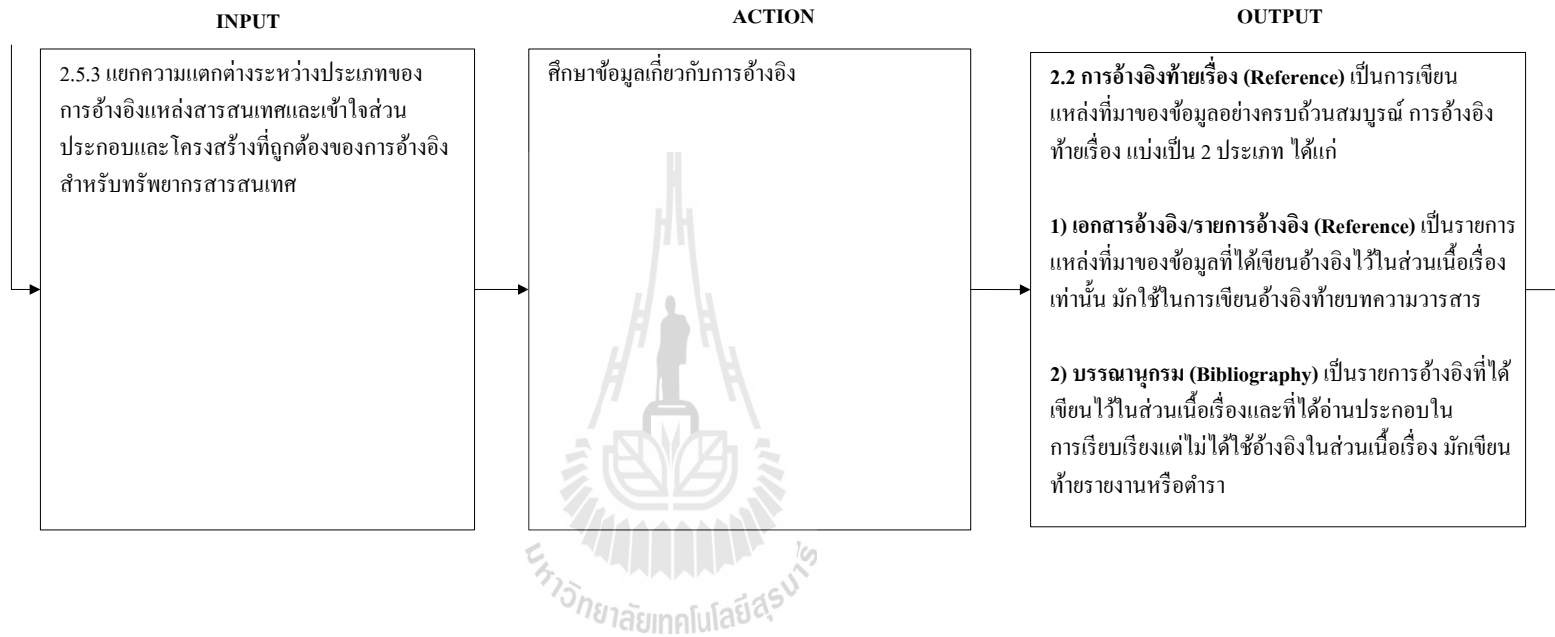 INPUT
ACTION
OUTPUT
2.5.3 แยกความแตกต่างระหว่างประเภทของ
การอ้างอิงแหล่งสารสนเทศและเข้าใจส่วน
ประกอบและโครงสร้างที่ถูกต้องของการอ้างอิง
สำหรับทรัพยากรสารสนเทศ
ศึกษาข้อมูลเกี่ยวกับการอ้างอิง
2.2 การอ้างอิงท้ายเรื่อง (Reference) เป็นการเขียน
แหล่งที่มาของข้อมูลอย่างครบถ้วนสมบูรณ์ การอ้างอิง
ท้ายเรื่อง แบ่งเป็น 2 ประเภท ได้แก่
1) เอกสารอ้างอิง/รายการอ้างอิง (Reference) เป็นรายการ
แหล่งที่มาของข้อมูลที่ได้เขียนอ้างอิงไว้ในส่วนเนื้อเรื่อง
เท่านั้น มักใช้ในการเขียนอ้างอิงท้ายบทความวารสาร
2) บรรณานุกรม (Bibliography) เป็นรายการอ้างอิงที่ได้
เขียนไว้ในส่วนเนื้อเรื่องและที่ได้อ่านประกอบใน
การเรียบเรียงแต่ไม่ได้ใช้อ้างอิงในส่วนเนื้อเรื่อง มักเขียน
ท้ายรายงานหรือตำรา
มหาวิทยาลัยเทคโนโลยีสุรนารี